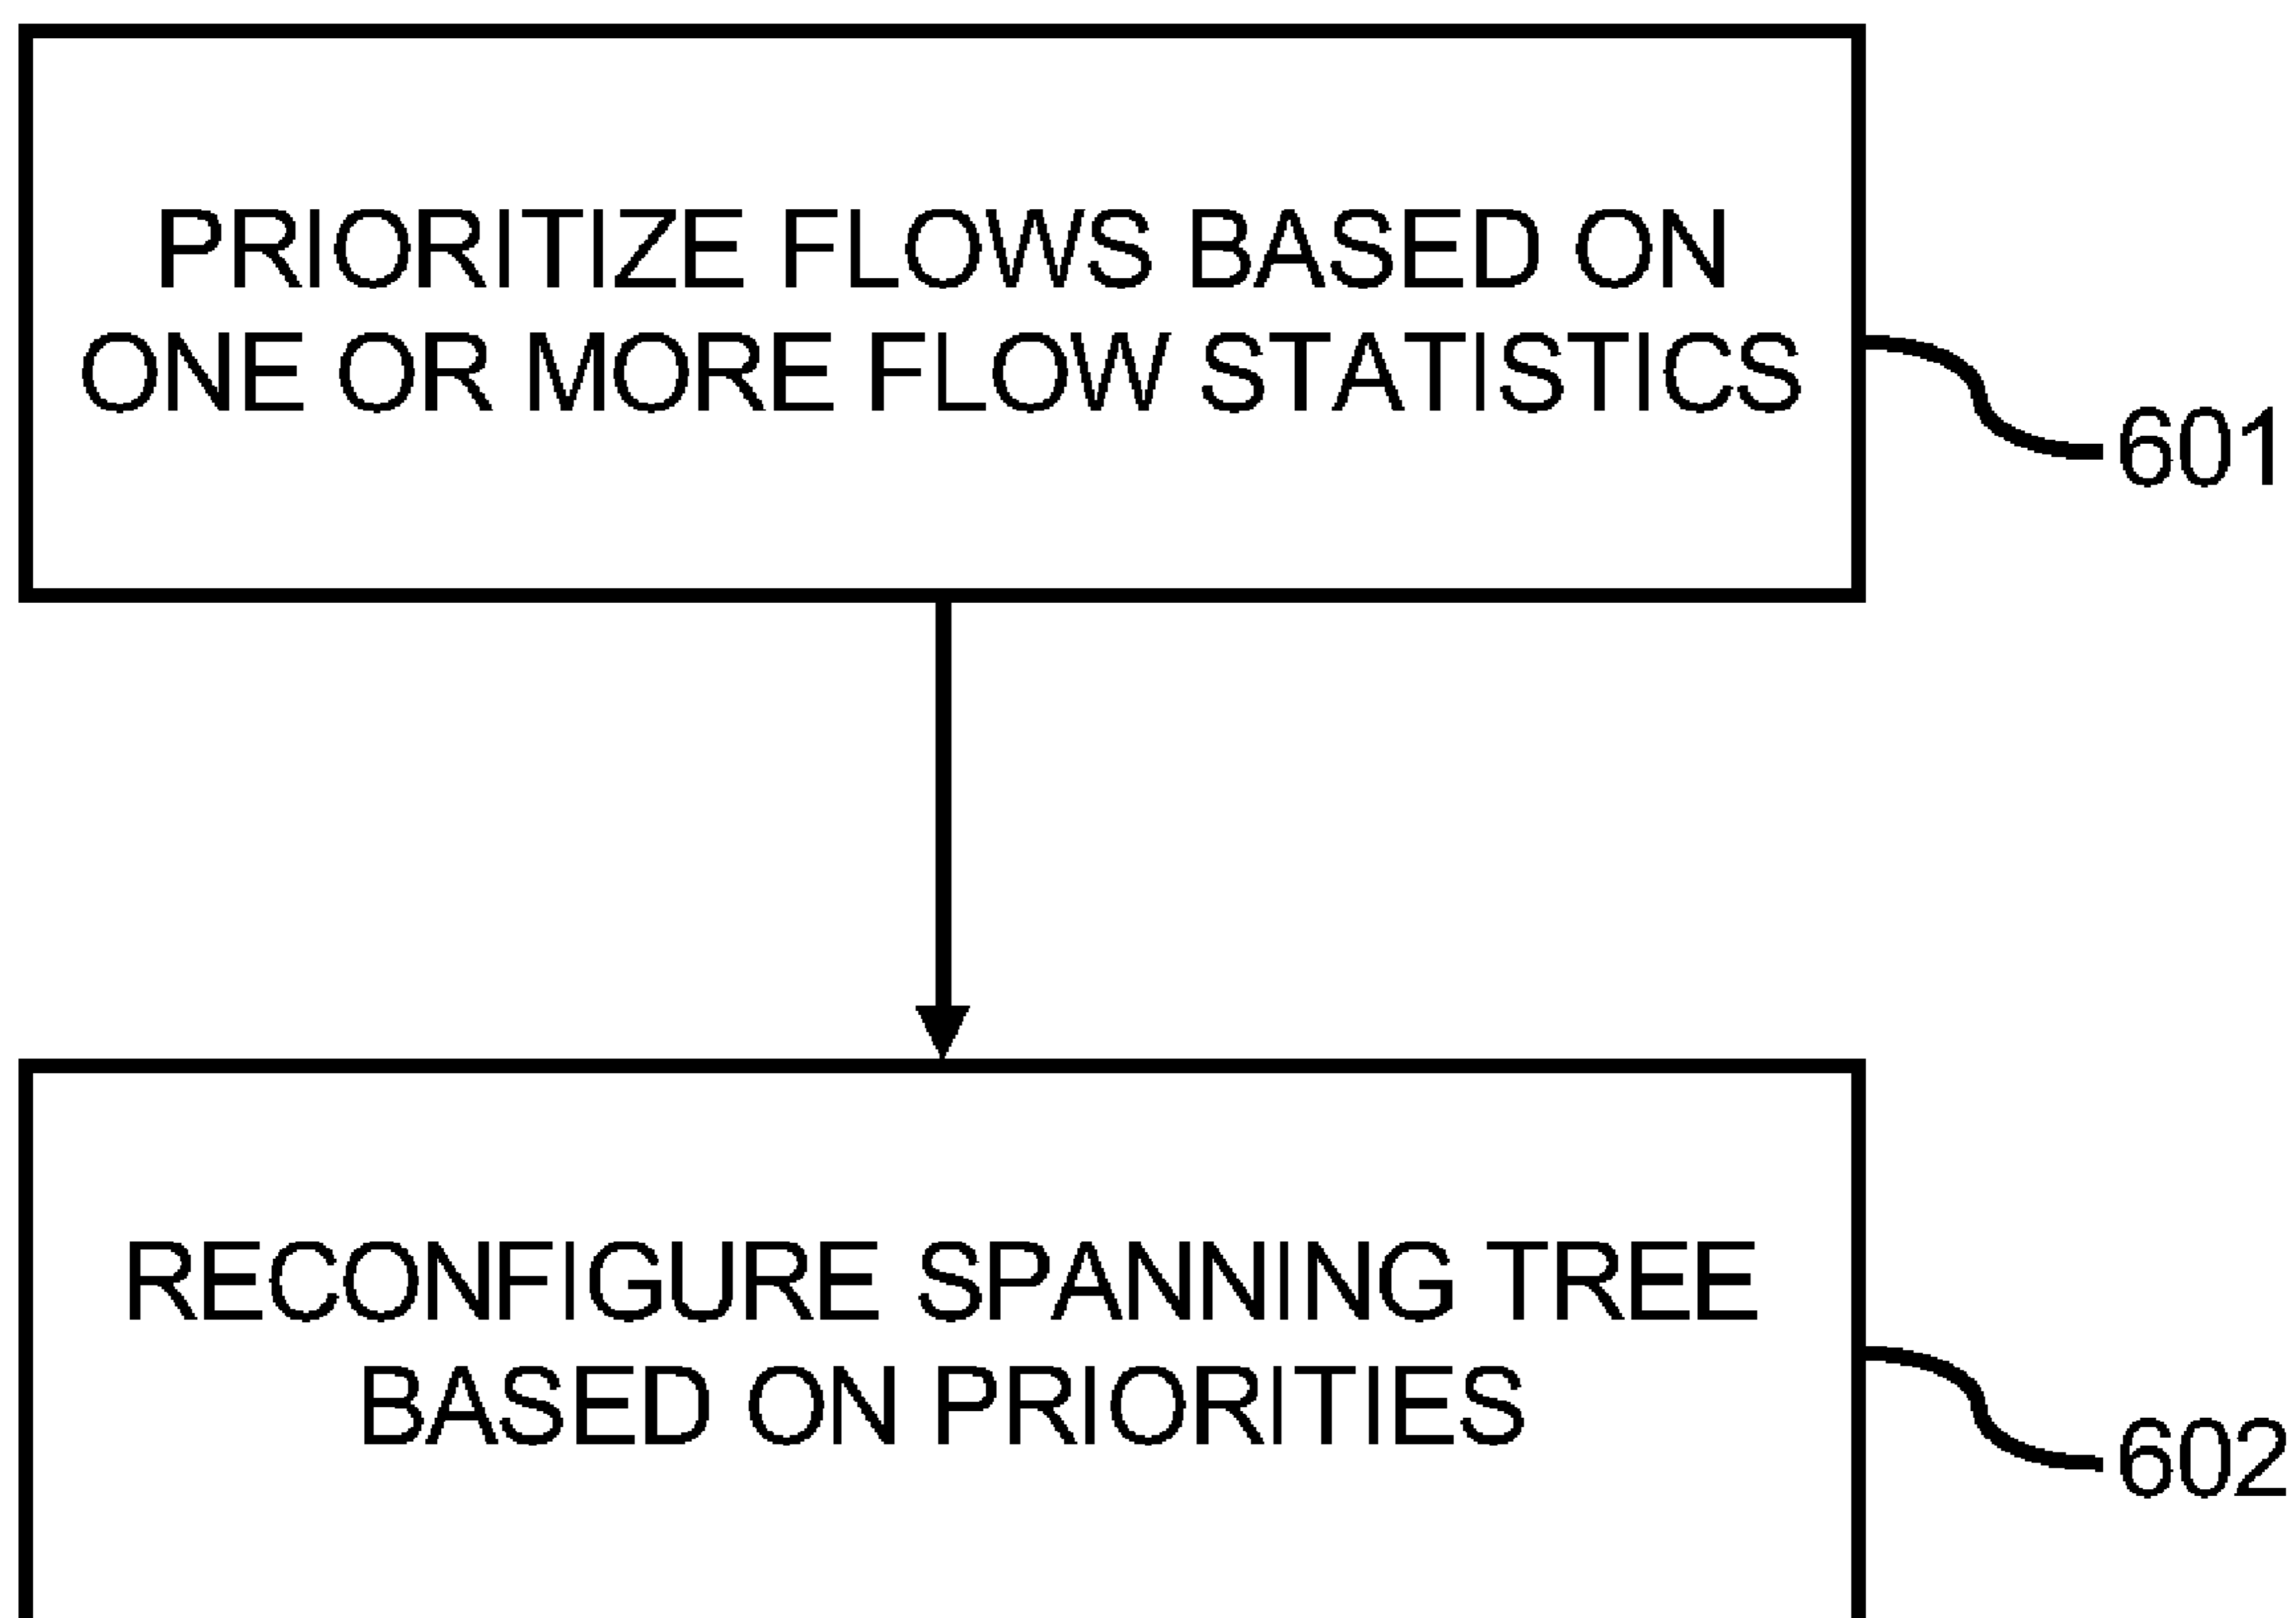 PRIORITIZE FLOWS BASED ON
ONE OR MORE FLOW STATISTICS
601
RECONFIGURE SPANNING TREE
BASED ON PRIORITIES
602